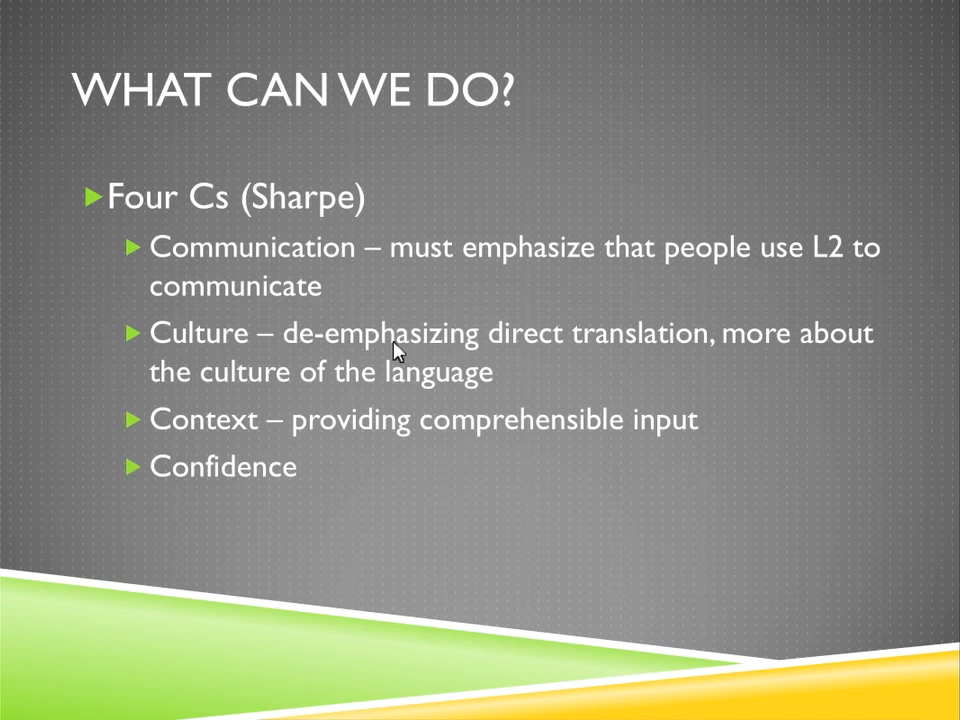 WHAT CAN WE DO?
Four Cs (Sharpe)
Communication – must emphasize that people use L2 to
communicate
Culture – de-emphasizing direct translation, more about
the culture of the language
Context – providing comprehensible input
Confidence